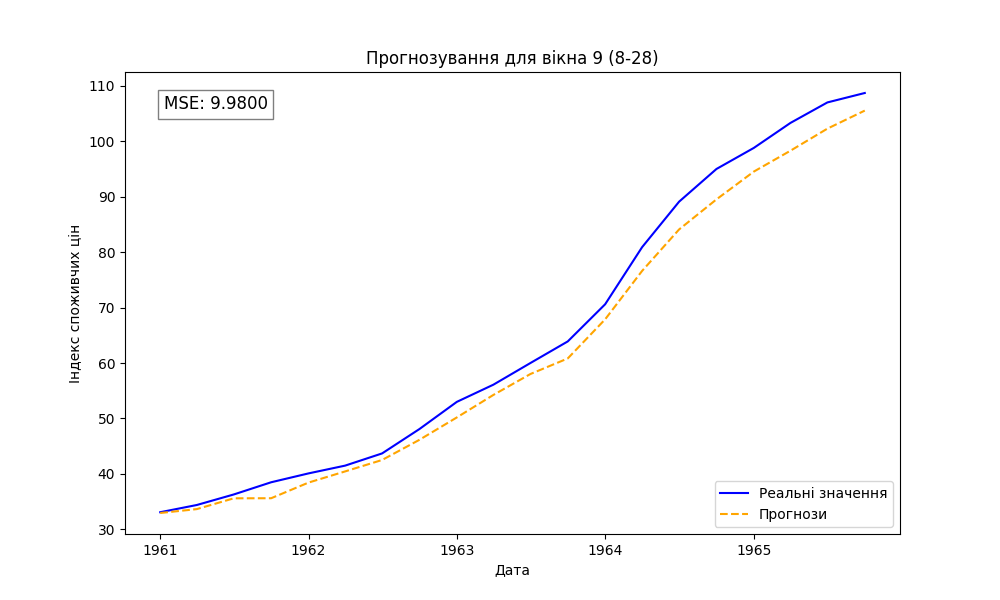 Прогнозування для вікна 9 (8-28)
MSE: 9.9800
Індекс споживчих цін
110
100
90
80
70
60
50
40
30
1961
1962
1963
1964
1965
Дата
Реальні значення
Прогнози